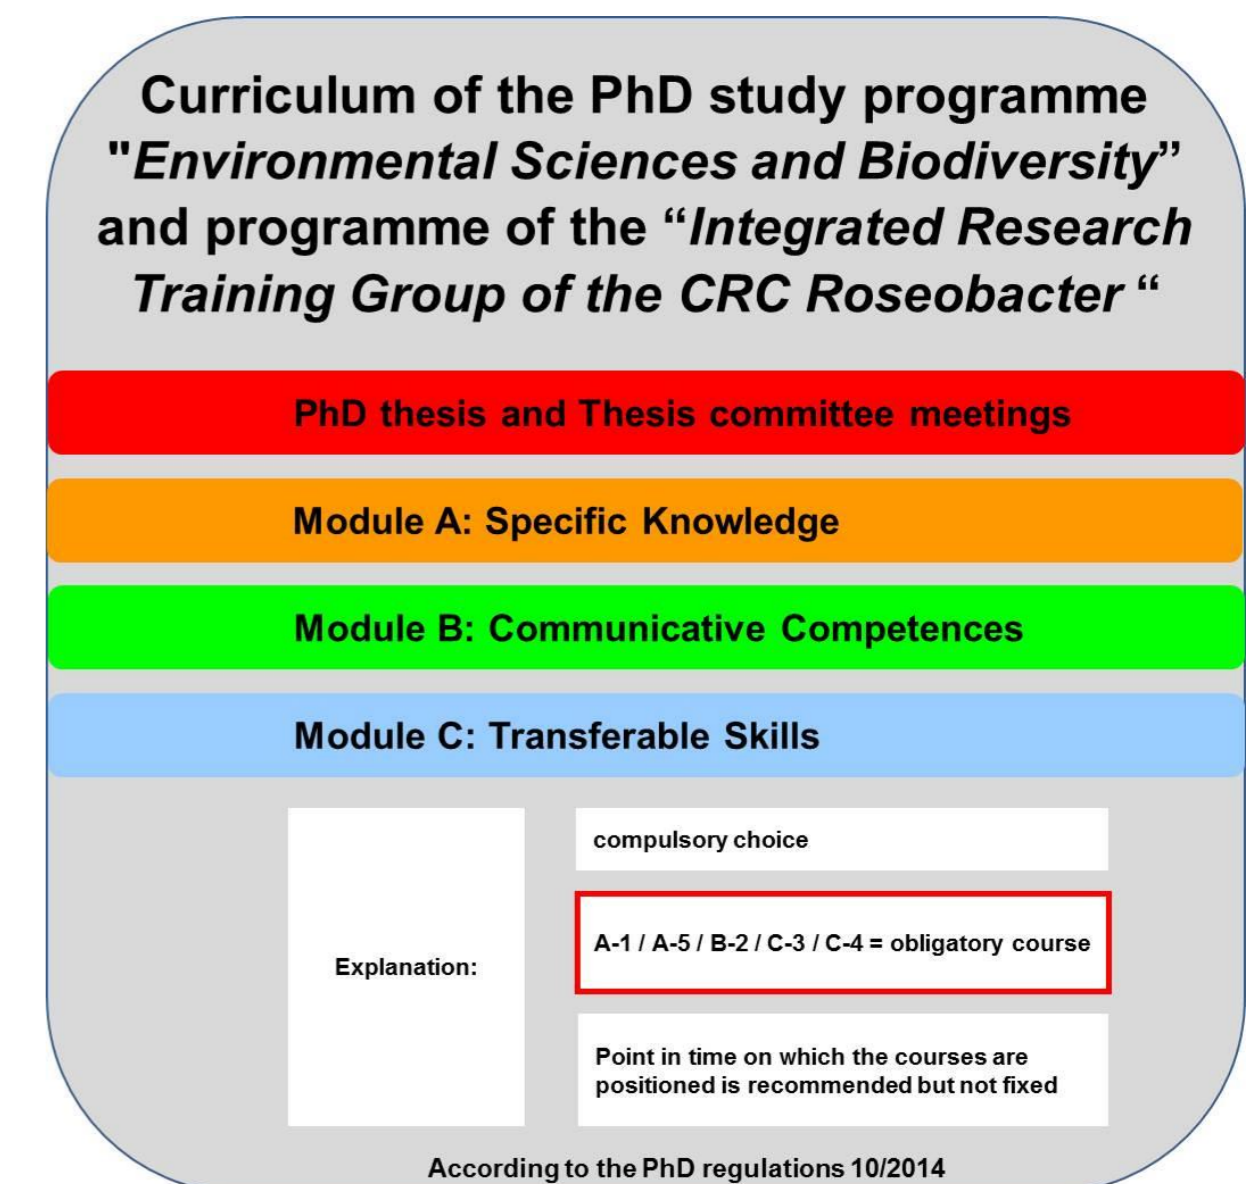 Curriculum of the PhD study programme
"Environmental Sciences and Biodiversity”
and programme of the “Integrated Research
Training Group of the CRC Roseobacter “
PhD thesis and Thesis committee meetings
Module A: Specific Knowledge
Module B: Communicative Competences
Module C: Transferable Skills
Explanation:
compulsory choice
A-1 / A-5 / B-2 / C-3 / C-4 = obligatory course
Point in time on which the courses are
positioned is recommended but not fixed
According to the PhD regulations 10/2014